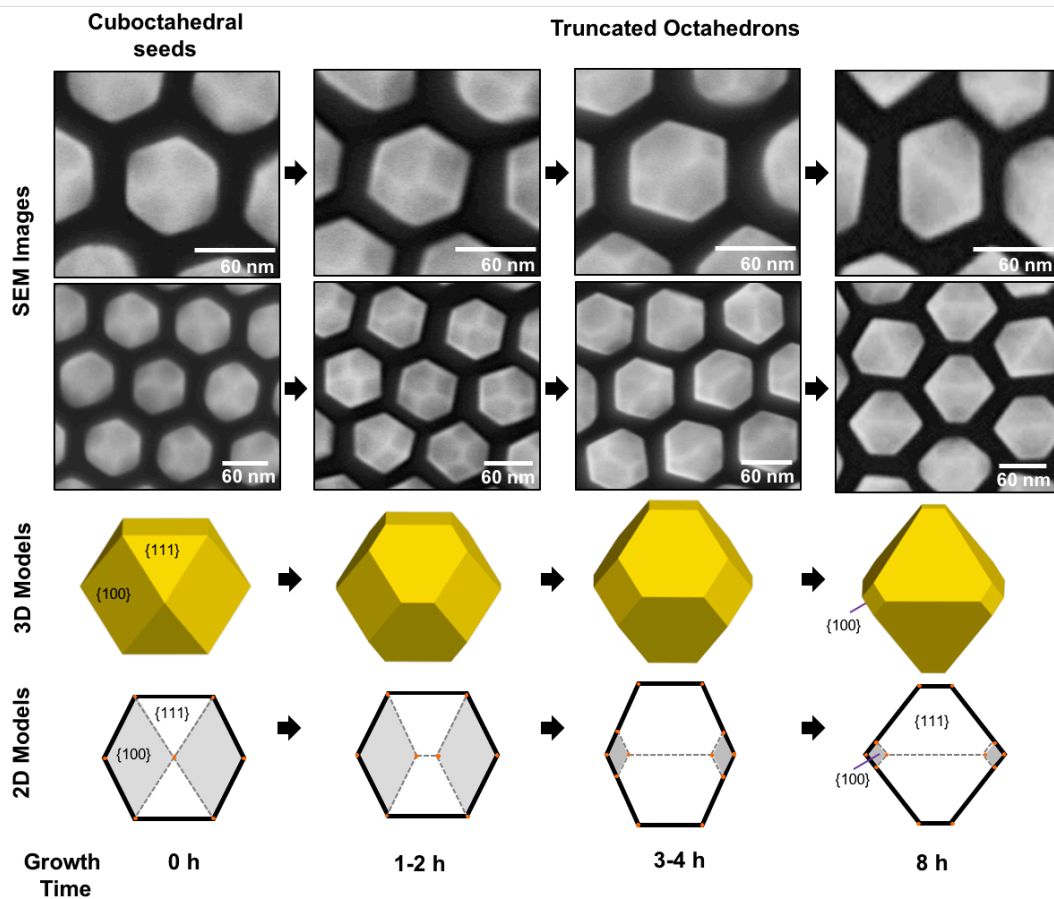 Cuboctahedral
seeds
Truncated Octahedrons
SEM Images
60 nm
60 nm
60 nm
60 nm
60 nm
60 nm
60 nm
60 nm
3D Models
{111}
{100}
{100}
2D Models
{111}
{100}
{111}
{100}
Growth
Time
0 h
1-2 h
3-4 h
8 h